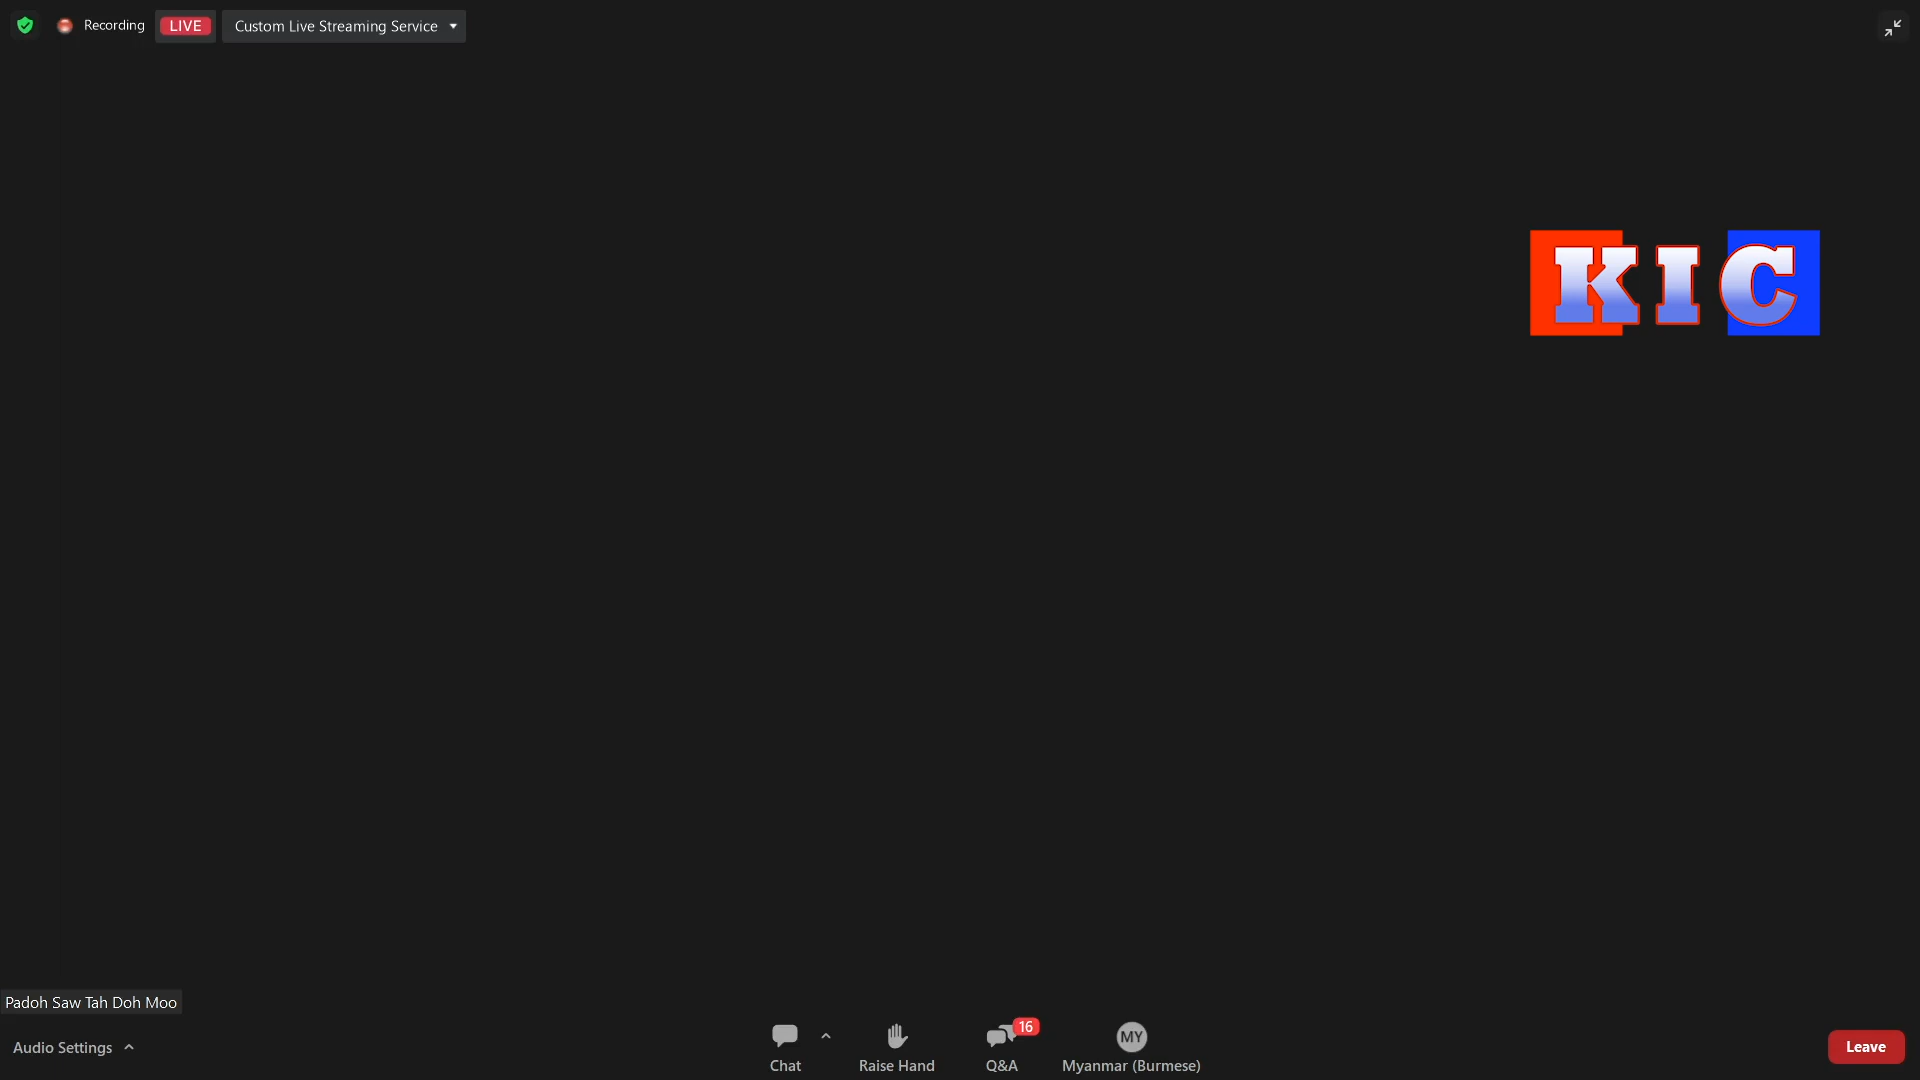 Recording LIVE Custom Live Streaming Service
KIC
Padoh Saw Tah Doh Moo
Audio Settings
16
MY
Chat Raise Hand Q&A Myanmar (Burmese)
Leave